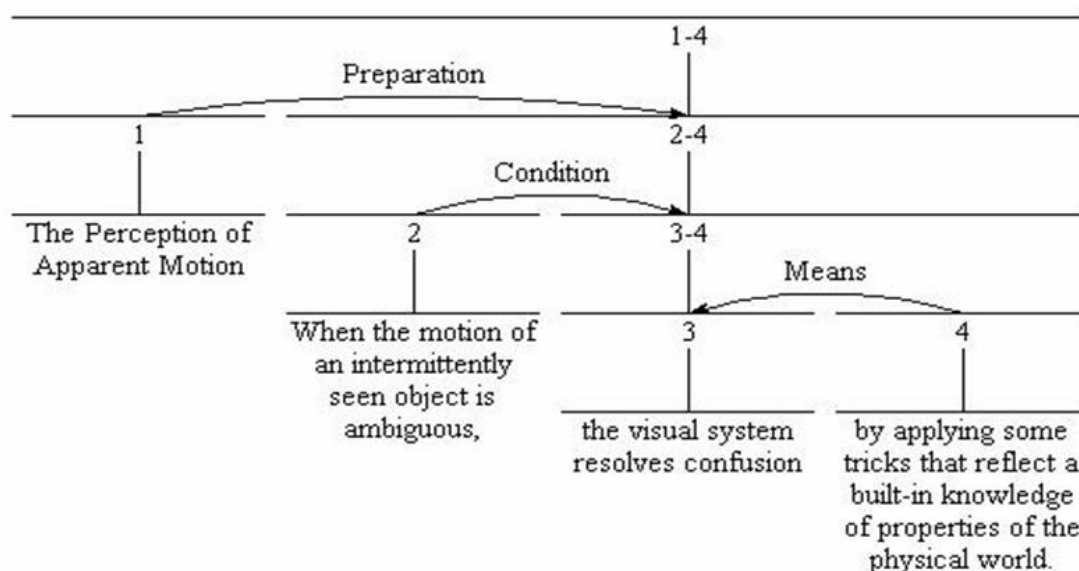 1-4
Preparation
1
2-4
Condition
The Perception of
Apparent Motion
2
3-4
Means
When the motion of
an intermittently
seen object is
ambiguous,
3
4
the visual system
resolves confusion
by applying some
tricks that reflect a
built-in knowledge
of properties of the
physical world.